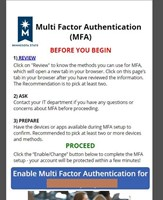 MINNESOTA STATE
Multi Factor Authentication
(MFA)
BEFORE YOU BEGIN
1) REVIEW
Click on "Review" to know the methods you can use for MFA,
which will open a new tab in your browser. Click on this page's
tab in your browser after you have reviewed the information.
The Recommendation is to pick at least two.
2) ASK
Contact your IT department if you have any questions or
concerns about MFA before proceeding.
3) PREPARE
Have the devices or apps available during MFA setup to
confirm. Recommended to pick at least two or more devices
and methods.
PROCEED
Click the "Enable/Change" button below to complete the MFA
setup - your account will be protected within a few minutes!
Enable Multi Factor Authentication for